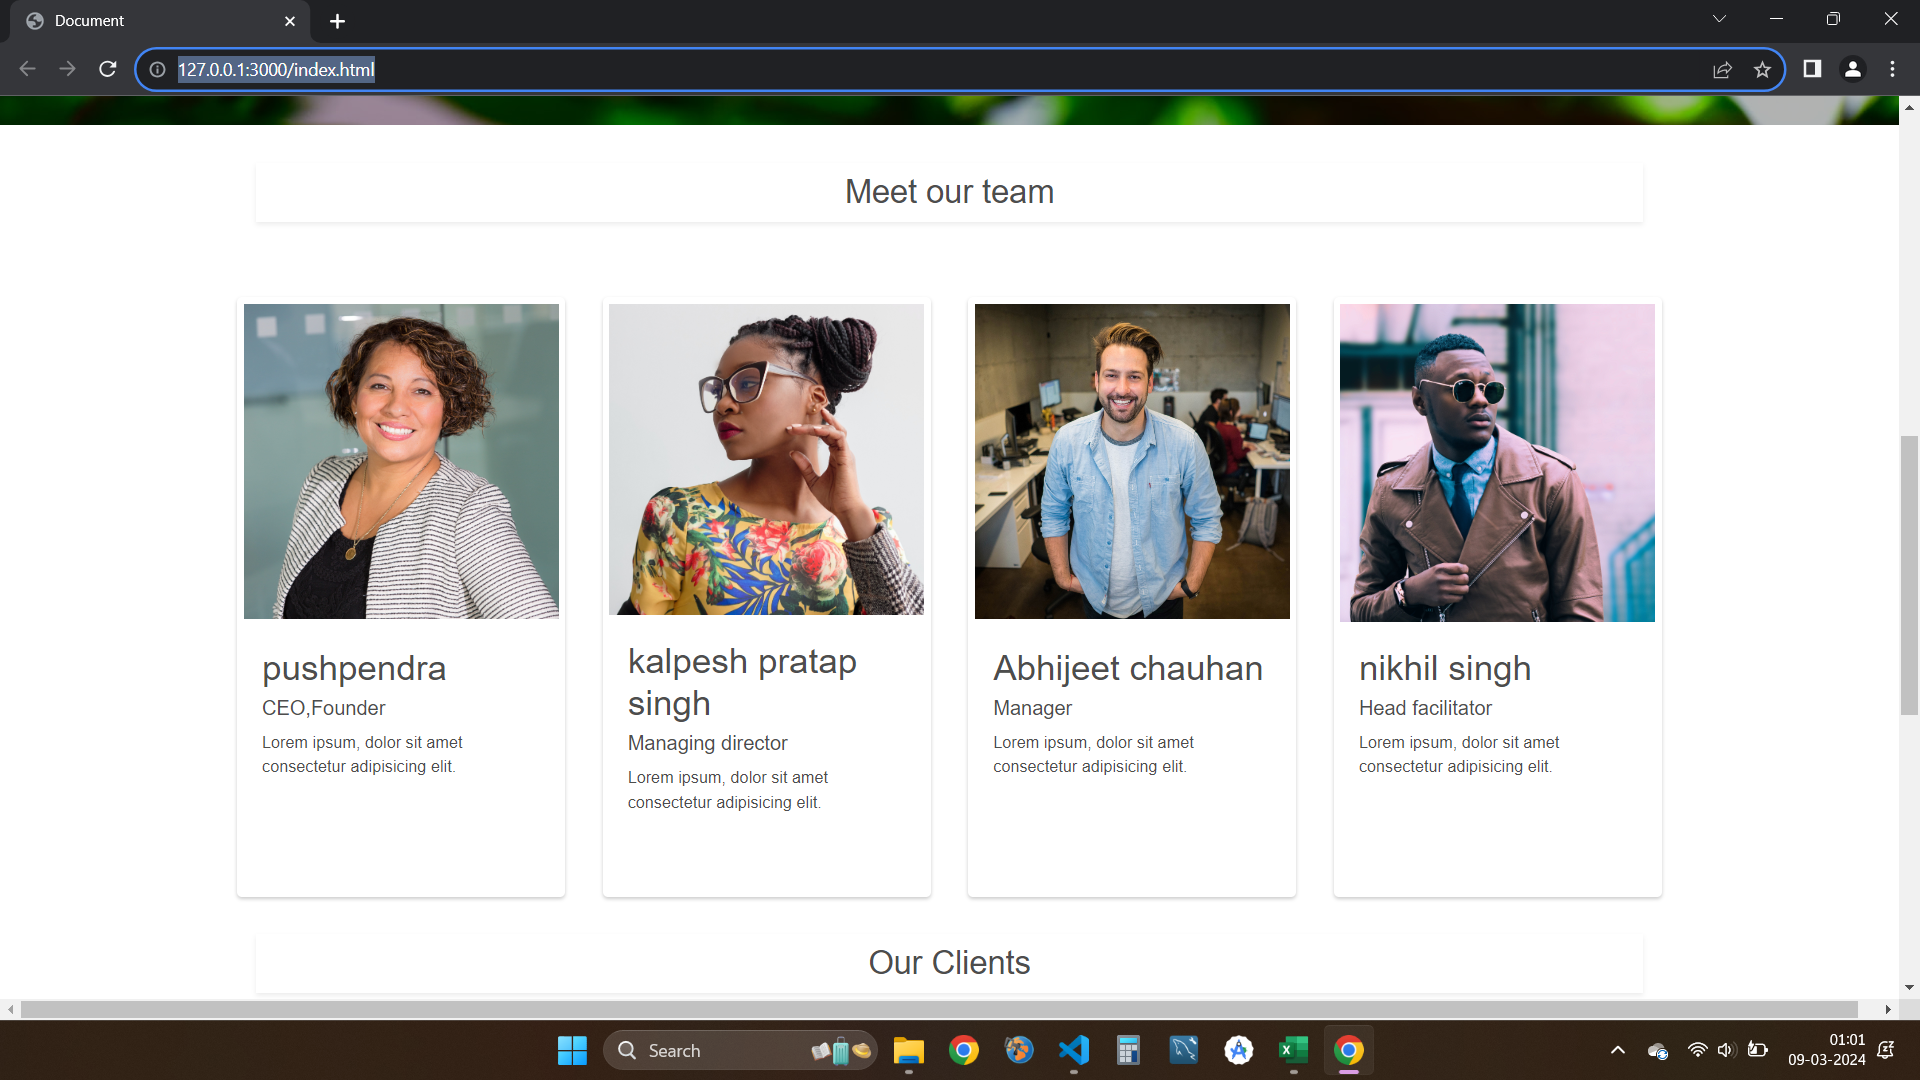 Document
127.0.0.1:3000/index.html
Meet our team
pushpendra
CEO,Founder
Lorem ipsum, dolor sit amet
consectetur adipisicing elit.
kalpesh pratap
singh
Managing director
Lorem ipsum, dolor sit amet
consectetur adipisicing elit.
Abhijeet chauhan
Manager
Lorem ipsum, dolor sit amet
consectetur adipisicing elit.
nikhil singh
Head facilitator
Lorem ipsum, dolor sit amet
consectetur adipisicing elit.
Our Clients
Search
01:01
09-03-2024